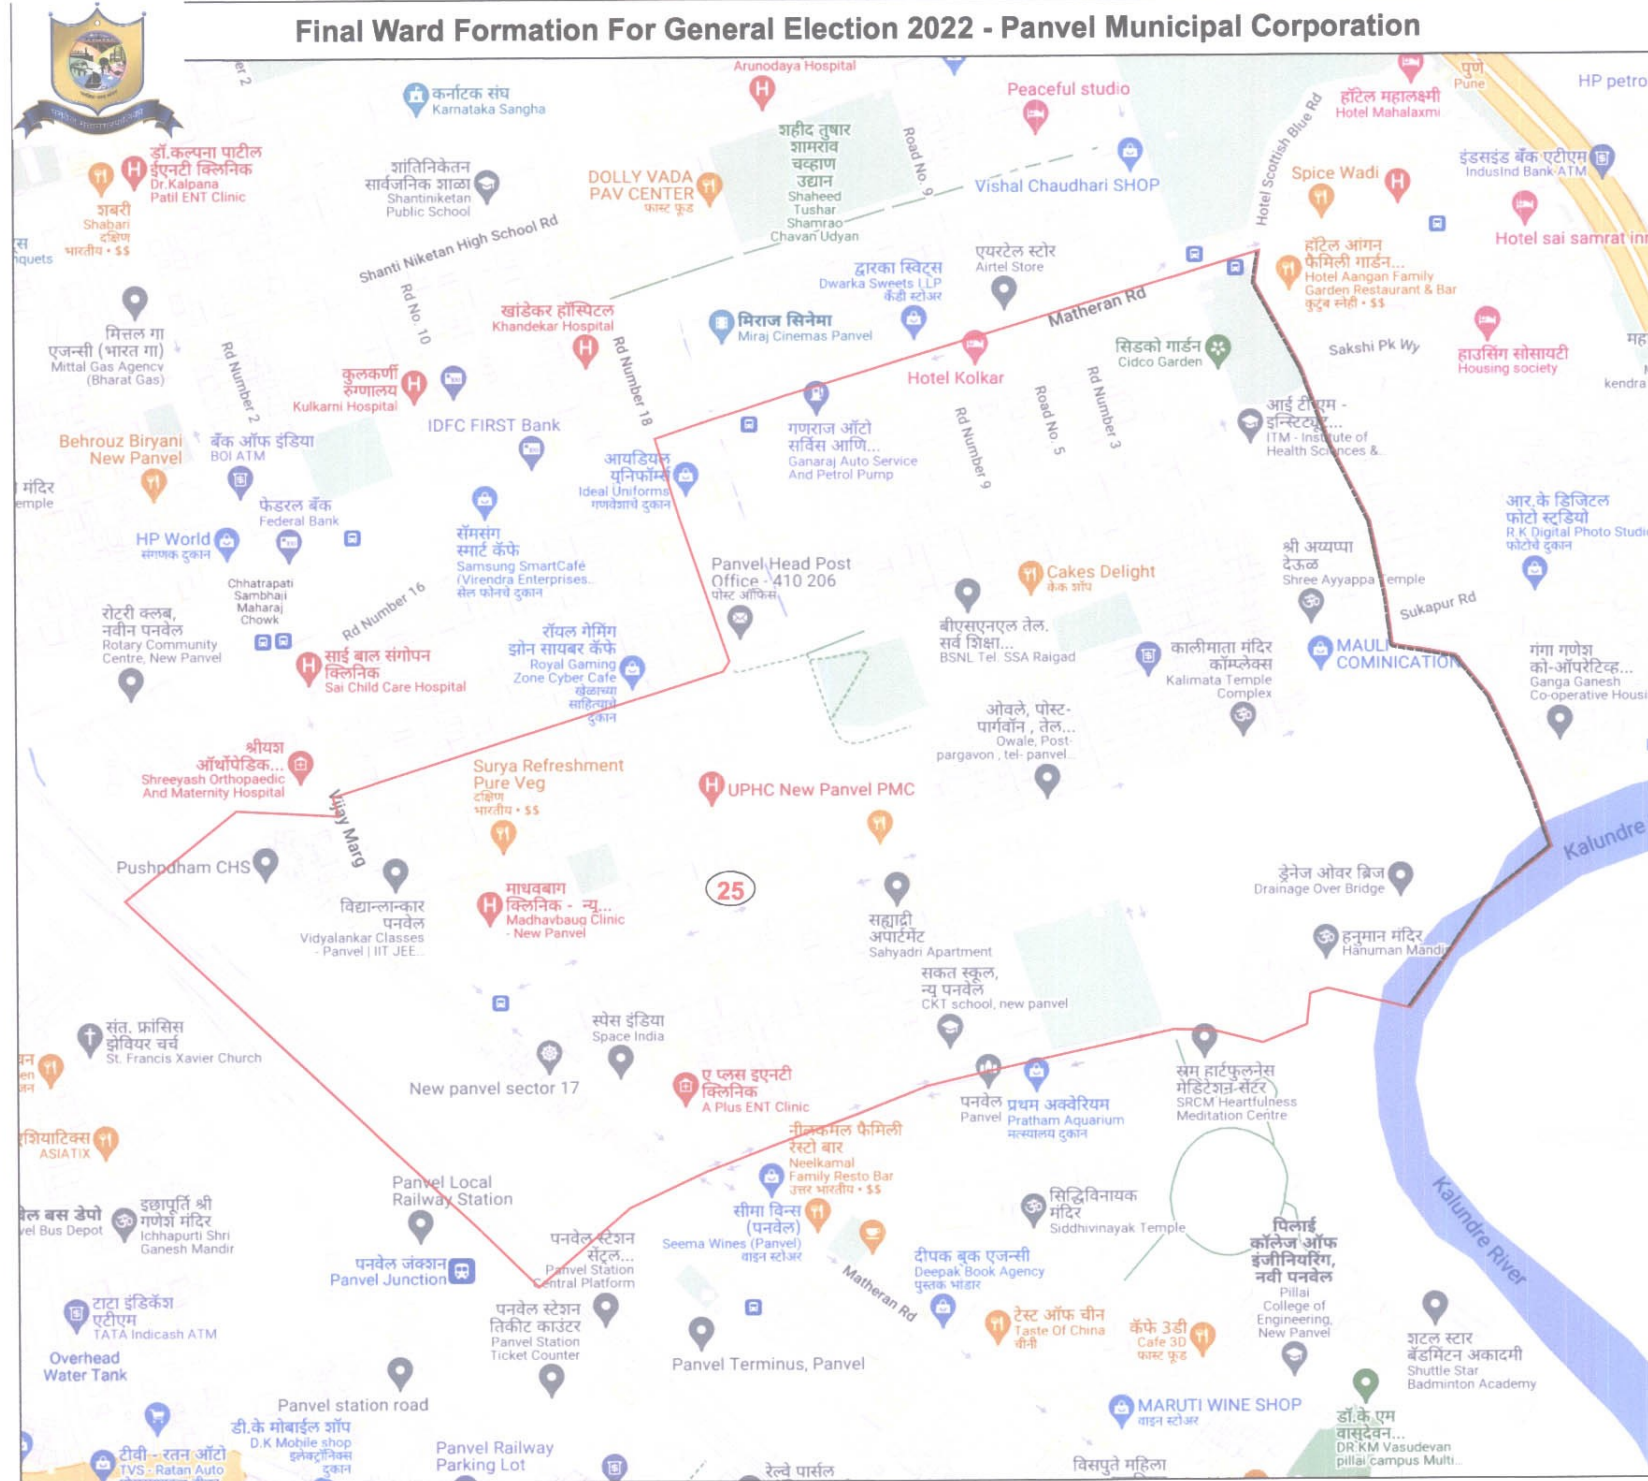 Final Ward Formation For General Election 2022 - Panvel Municipal Corporation
Arunodaya Hospital
कर्नाटक संघ
Karnataka Sangha
Peaceful studio
पुणे
Pune
HP petro
हॉटेल महालक्ष्मी
Hotel Mahalaxmi
डॉ.कल्पना पाटील
ईएनटी क्लिनिक
Dr.Kalpana
Patil ENT Clinic
शबरी
Shabari
दक्षिण
भारतीय • $$
nquets
शांतिनिकेतन
सार्वजनिक शाळा
Shantiniketan
Public School
DOLLY VADA
PAV CENTER
फास्ट फूड
शहीद तुषार
शामराव
चव्हाण
उद्यान
Shaheed
Tushar
Shamrao
Chavan Udyan
Road No. 9
Vishal Chaudhari SHOP
Hotel Scottish Blue Rd
Spice Wadi
इंडसइंड बँक एटीएम
IndusInd Bank ATM
Hotel sai samrat inn
Shanti Niketan High School Rd
एयरटेल स्टोर
Airtel Store
द्वारका स्विट्स
Dwarka Sweets LLP
कँडी स्टोअर
हॉटेल आंगन
फैमिली गार्डन...
Hotel Aangan Family
Garden Restaurant & Bar
कुटुंब स्नेही • $$
मित्तल गा
एजन्सी (भारत गा)
Mittal Gas Agency
(Bharat Gas)
Rd No. 10
खांडेकर हॉस्पिटल
Khandekar Hospital
मिराज सिनेमा
Miraj Cinemas Panvel
Matheran Rd
सिडको गार्डन
Cidco Garden
Sakshi Pk Wy
हाउसिंग सोसायटी
Housing society
kendra
Rd Number 2
कुलकर्णी
रुग्णालय
Kulkarni Hospital
Rd Number 18
Hotel Kolkar
Rd Number 9
Road No. 5
Rd Number 3
आई टी एम -
इन्स्टिट्यू...
ITM - Institute of
Health Sciences &..
Behrouz Biryani
New Panvel
बँक ऑफ इंडिया
BOI ATM
IDFC FIRST Bank
गणराज ऑटो
सर्विस आणि...
Ganaraj Auto Service
And Petrol Pump
आयडियल
युनिफॉर्म्स
Ideal Uniforms
गणवेशाचे दुकान
मंदिर
emple
फेडरल बँक
Federal Bank
HP World
संगणक दुकान
सॅमसंग
स्मार्ट कॅफे
Samsung SmartCafé
(Virendra Enterprises..
सेल फोनचे दुकान
आर.के डिजिटल
फोटो स्टुडियो
R K Digital Photo Studio
फोटोचे दुकान
Chhatrapati
Sambhaji
Maharaj
Chowk
Rd Number 16
Panvel Head Post
Office - 410 206
पोस्ट ऑफिस
Cakes Delight
केक शॉप
श्री अय्यप्पा
देऊळ
Shree Ayyappa Temple
Sukapur Rd
रोटरी क्लब,
नवीन पनवेल
Rotary Community
Centre, New Panvel
साई बाल संगोपन
क्लिनिक
Sai Child Care Hospital
रॉयल गेमिंग
झोन सायबर कॅफे
Royal Gaming
Zone Cyber Cafe
खेळाच्या
साहित्याचे
दुकान
बीएसएनएल तेल.
सर्व शिक्षा...
BSNL Tel. SSA Raigad
कालीमाता मंदिर
कॉम्प्लेक्स
Kalimata Temple
Complex
MAULI
COMINICATION
गंगा गणेश
को-ऑपरेटिव्ह...
Ganga Ganesh
Co-operative Housi
ओवले, पोस्ट-
पार्गवॉन , तेल...
Owale, Post-
pargavon , tel- panvel...
श्रीयश
ऑर्थोपेडिक...
Shreeyash Orthopaedic
And Maternity Hospital
Surya Refreshment
Pure Veg
दक्षिण
भारतीय • $$
UPHC New Panvel PMC
Vijay Marg
Kalundre
Pushpdham CHS
25
विद्यान्लान्कार
पनवेल
Vidyalankar Classes
- Panvel | IIT JEE...
माधवबाग
क्लिनिक - न्यू...
Madhavbaug Clinic
- New Panvel
सह्याद्री
अपार्टमेंट
Sahyadri Apartment
ड्रेनेज ओवर ब्रिज
Drainage Over Bridge
हनुमान मंदिर
Hanuman Mandir
सकत स्कूल,
न्यू पनवेल
CKT school, new panvel
संत. फ्रांसिस
झेवियर चर्च
St. Francis Xavier Church
स्पेस इंडिया
Space India
New panvel sector 17
ए प्लस इएनटी
क्लिनिक
A Plus ENT Clinic
पनवेल
Panvel
प्रथम अक्वेरियम
Pratham Aquarium
मत्स्यालय दुकान
हार्टफुलनेस
मेडिटेशन सेंटर
SRCM Heartfulness
Meditation Centre
शियाटिक्स
ASIATIX
नीलकमल फैमिली
रेस्टो बार
Neelkamal
Family Resto Bar
उत्तर भारतीय • $$
Panvel Local
Railway Station
इछापूर्ति श्री
गणेश मंदिर
Ichhapurti Shri
Ganesh Mandir
बस डेपो
vel Bus Depot
सीमा विन्स
(पनवेल)
Seema Wines (Panvel)
वाइन स्टोअर
सिद्धिविनायक
मंदिर
Siddhivinayak Temple
Kalundre River
पनवेल जंक्शन
Panvel Junction
पनवेल स्टेशन
सेंट्रल...
Panvel Station
Central Platform
Matheran Rd
दीपक बुक एजन्सी
Deepak Book Agency
पुस्तक भांडार
पिलाई
कॉलेज ऑफ
इंजीनियरिंग,
नवी पनवेल
Pillai
College of
Engineering,
New Panvel
टाटा इंडिकॅश
एटीएम
TATA Indicash ATM
पनवेल स्टेशन
तिकीट काउंटर
Panvel Station
Ticket Counter
Panvel Terminus, Panvel
टेस्ट ऑफ चीन
Taste Of China
चीनी
कॅफे 3डी
Cafe 3D
फास्ट फूड
शटल स्टार
बॅडमिंटन अकादमी
Shuttle Star
Badminton Academy
Overhead
Water Tank
Panvel station road
MARUTI WINE SHOP
वाइन स्टोअर
डॉ.के एम
वासुदेवन...
DR KM Vasudevan
pillai campus Multi...
टीवी - रतन ऑटो
TVS - Ratan Auto
डी.के मोबाईल शॉप
D.K Mobile shop
इलेक्ट्रॉनिक्स
दुकान
Panvel Railway
Parking Lot
रेल्वे पार्सल
विसपुते महिला